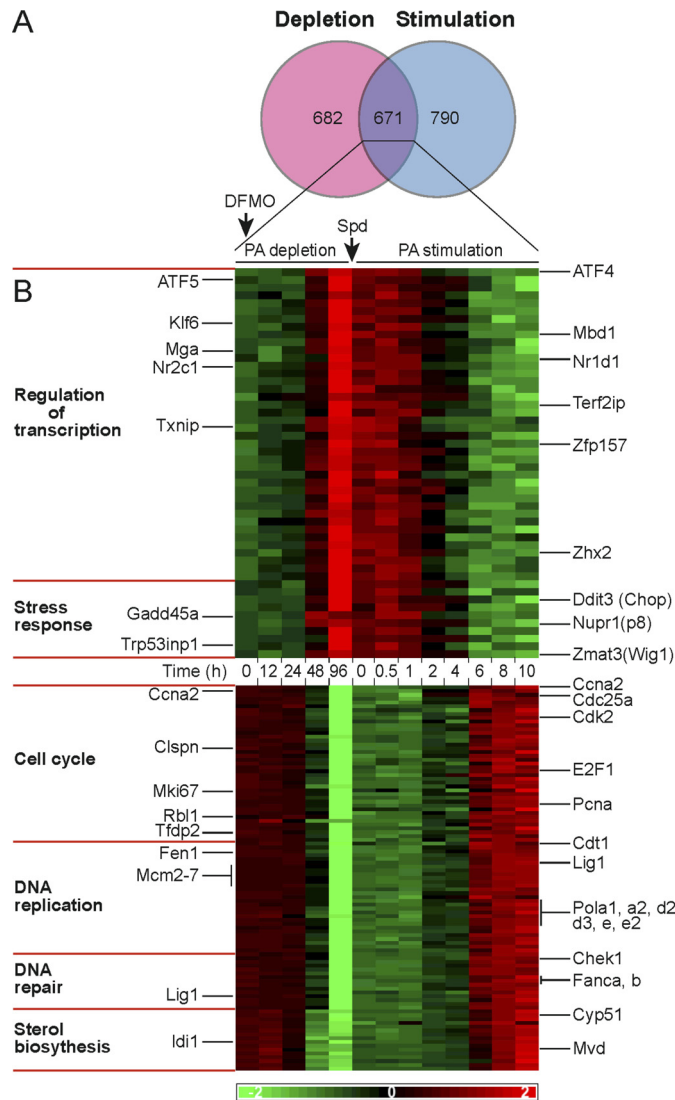 A
Depletion
Stimulation
682
671
790
DFMO
Spd
PA depletion
PA stimulation
B
ATF5
Klf6
Mga
Nr2c1
Regulation
of
transcription
Txnip
ATF4
Mbd1
Nr1d1
Terf2ip
Zfp157
Zhx2
Stress
response
Gadd45a
Trp53inp1
Ddit3 (Chop)
Nupr1(p8)
Zmat3(Wig1)
Time (h) 0 12 24 48 96 0 0.5 1 2 4 6 8 10
Ccna2
Cell cycle
Clspn
Mki67
Rbl1
Tfdp2
Ccna2
Cdc25a
Cdk2
E2F1
Pcna
Cdt1
Fen1
Mcm2-7
DNA
replication
Lig1
Pola1, a2, d2
d3, e, e2
DNA
repair
Lig1
Chek1
Fanca, b
Sterol
biosythesis
Idi1
Cyp51
Mvd
-2 0 2